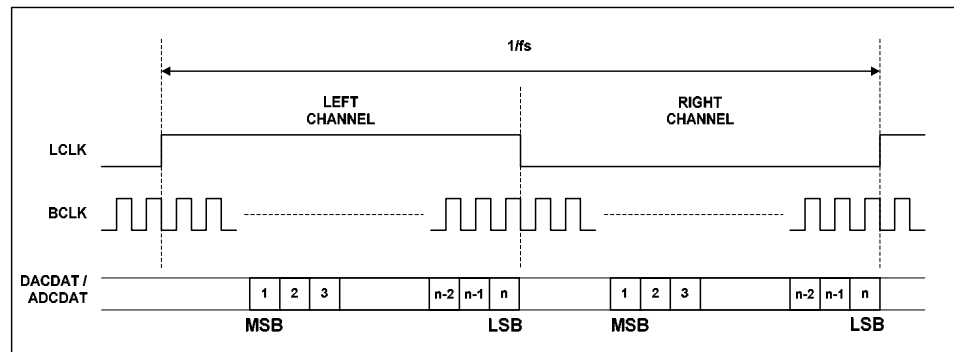 1/fs
LEFT
CHANNEL
RIGHT
CHANNEL
LCLK
BCLK
DACDAT /
ADCDAT
1 2 3 n-2 n-1 n 1 2 3 n-2 n-1 n
MSB LSB MSB LSB